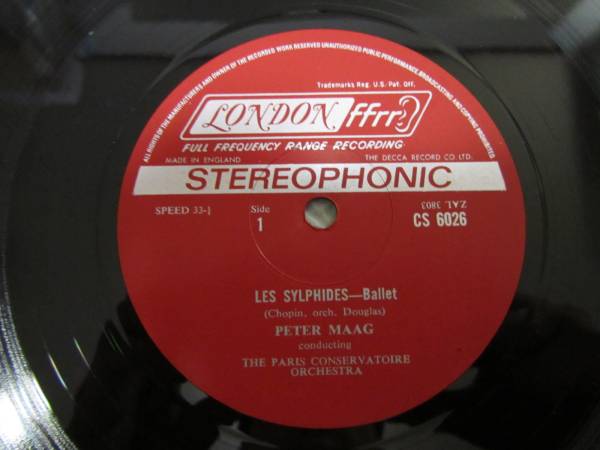 ALL RIGHTS OF THE MANUFACTURERS AND OWNER OF THE RECORDED WORK RESERVED UNAUTHORIZED PUBLIC PERFORMANCE, BROADCASTING AND COPYING PROHIBITED
Trademarks Reg. U.S. Pat. Off.
LONDON ffrr
FULL FREQUENCY RANGE RECORDING
MADE IN ENGLAND THE DECCA RECORD CO LTD.
STEREOPHONIC
SPEED 33-⅓ Side ZAL 3803
1 CS 6026
LES SYLPHIDES—Ballet
(Chopin, orch. Douglas)
PETER MAAG
conducting
THE PARIS CONSERVATOIRE
ORCHESTRA